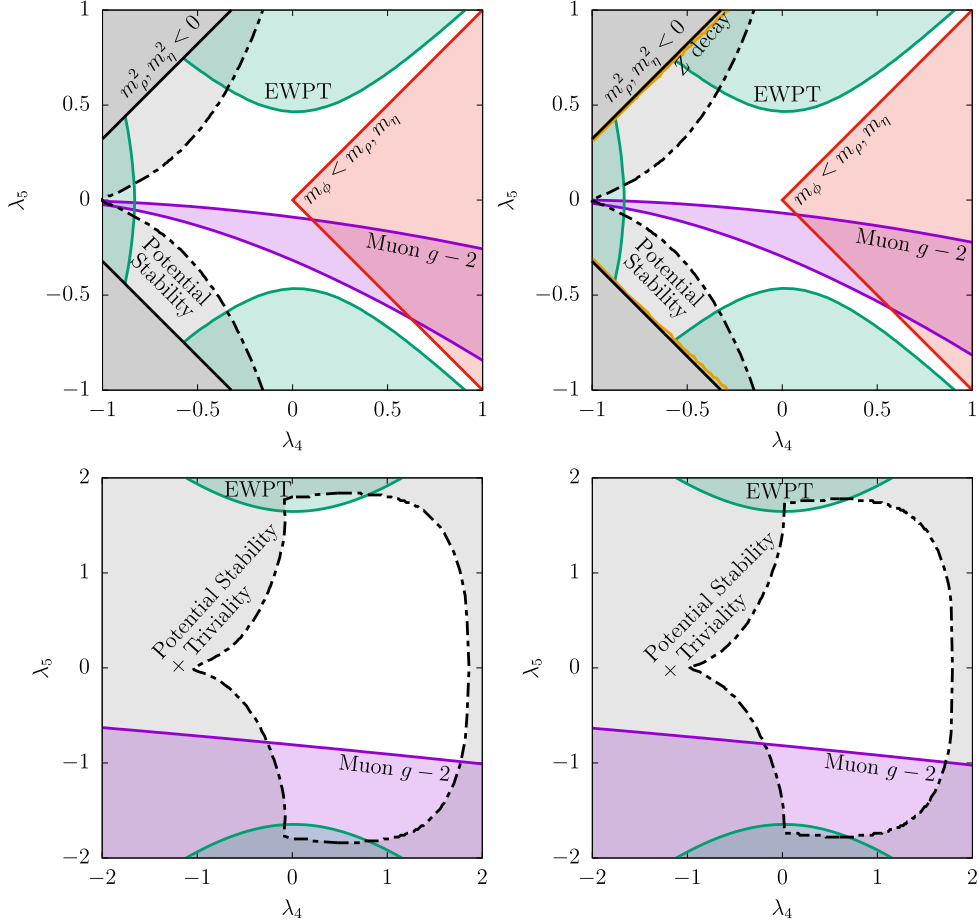 1
0.5
0
−0.5
−1
λ5
m²ρ, m²η < 0
EWPT
mϕ < mρ, mη
Muon g − 2
Potential
Stability
−1
−0.5
0
0.5
1
λ4
1
0.5
0
−0.5
−1
λ5
m²ρ, m²η < 0
Z decay
EWPT
mϕ < mρ, mη
Muon g − 2
Potential
Stability
−1
−0.5
0
0.5
1
λ4
2
1
0
−1
−2
λ5
EWPT
Potential Stability
+ Triviality
Muon g − 2
−2
−1
0
1
2
λ4
2
1
0
−1
−2
λ5
EWPT
Potential Stability
+ Triviality
Muon g − 2
−2
−1
0
1
2
λ4